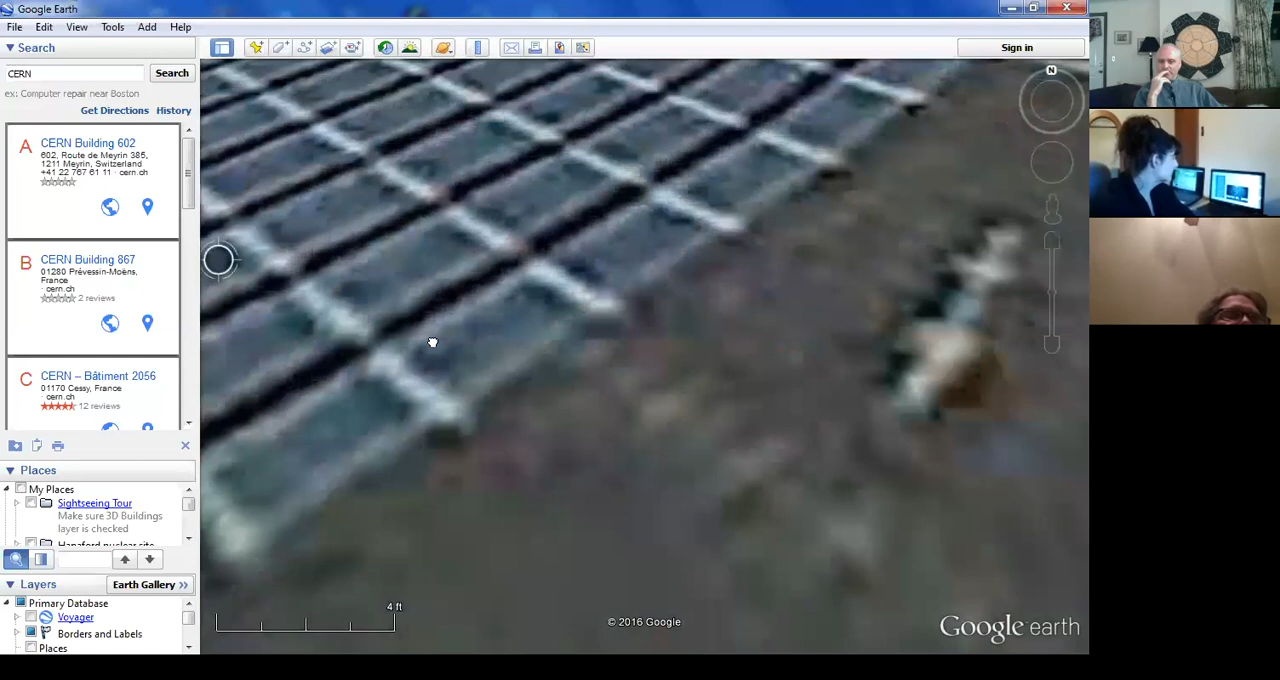 Google Earth
File Edit View Tools Add Help
Search
Sign in
CERN
Search
ex: Computer repair near Boston
Get Directions History
A
CERN Building 602
602, Route de Meyrin 385,
1211 Meyrin, Switzerland
+41 22 767 61 11 · cern.ch
B
CERN Building 867
01280 Prévessin-Moëns,
France
· cern.ch
2 reviews
C
CERN – Bâtiment 2056
01170 Cessy, France
· cern.ch
12 reviews
Places
My Places
Sightseeing Tour
Make sure 3D Buildings
layer is checked
Hanaford nuclear site
Layers
Earth Gallery »
Primary Database
Voyager
Borders and Labels
Places
N
4 ft
© 2016 Google
Google earth